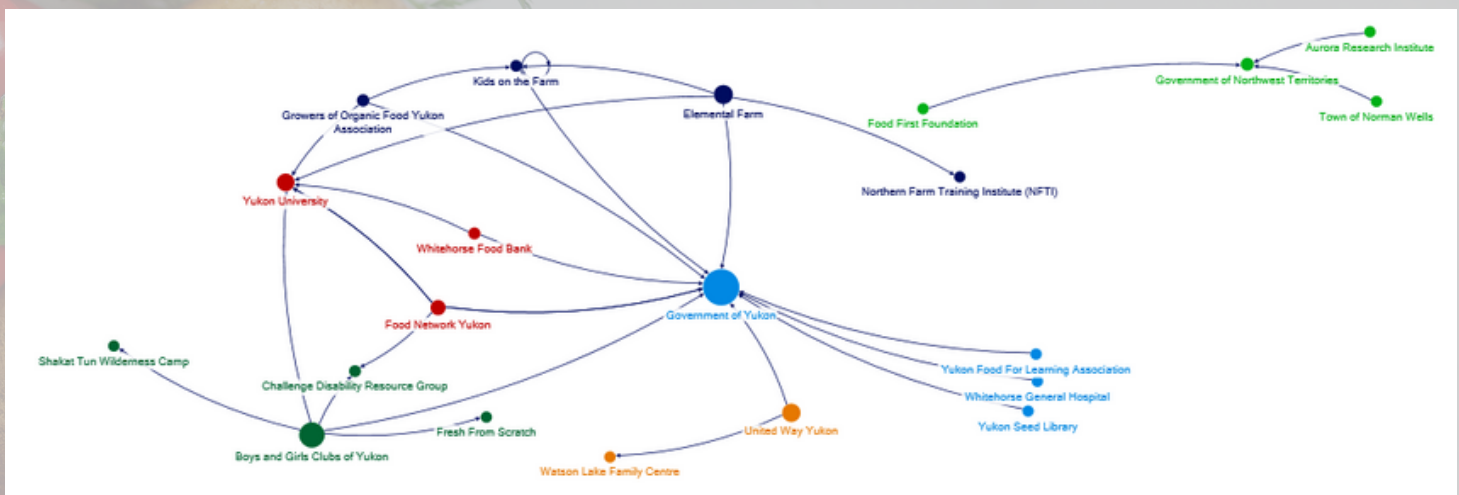 Aurora Research Institute
Kids on the Farm
Government of Northwest Territories
Growers of Organic Food Yukon
Association
Elemental Farm
Food First Foundation
Town of Norman Wells
Northern Farm Training Institute (NFTI)
Yukon University
Whitehorse Food Bank
Food Network Yukon
Government of Yukon
Shakat Tun Wilderness Camp
Yukon Food For Learning Association
Challenge Disability Resource Group
Whitehorse General Hospital
Yukon Seed Library
Fresh From Scratch
United Way Yukon
Boys and Girls Clubs of Yukon
Watson Lake Family Centre